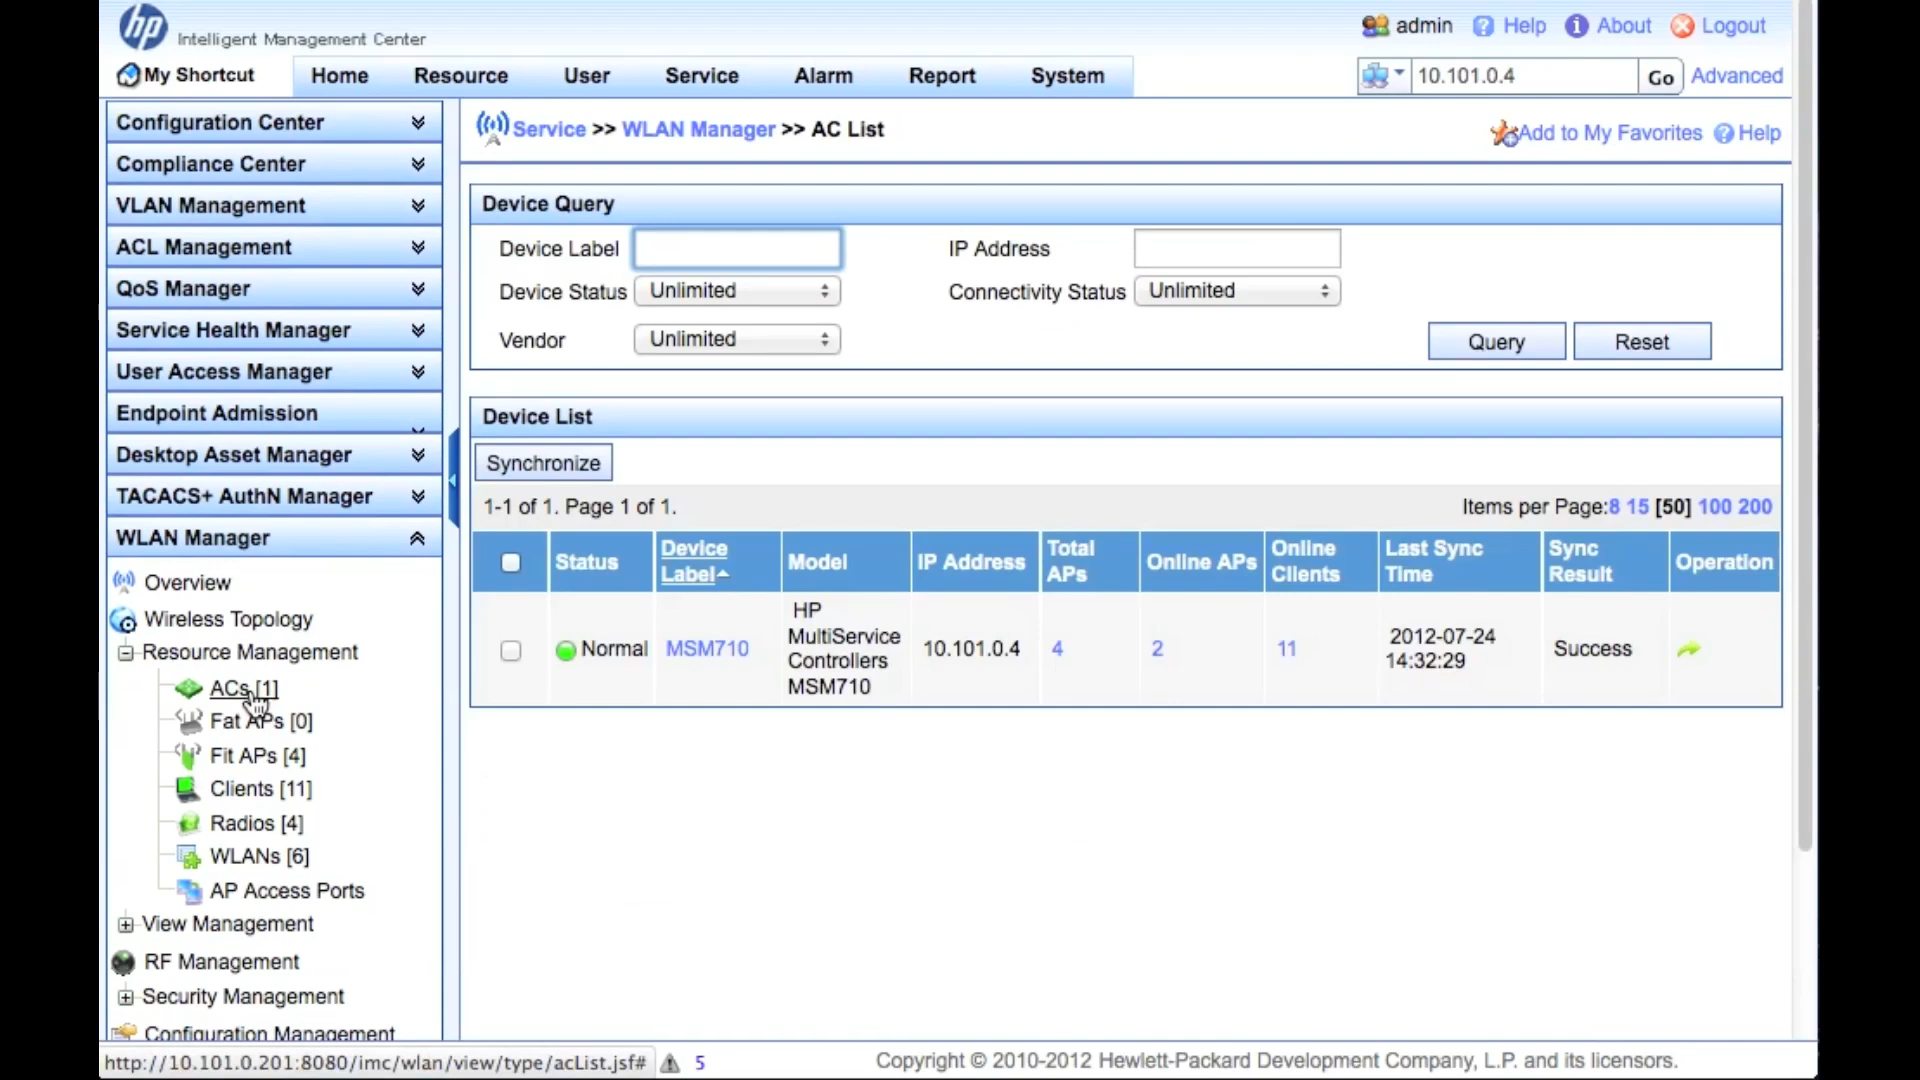 hp Intelligent Management Center
admin Help About Logout
My Shortcut Home Resource User Service Alarm Report System 10.101.0.4 Go Advanced
Configuration Center
Compliance Center
VLAN Management
ACL Management
QoS Manager
Service Health Manager
User Access Manager
Endpoint Admission
Desktop Asset Manager
TACACS+ AuthN Manager
WLAN Manager
Overview
Wireless Topology
Resource Management
ACs [1]
Fat APs [0]
Fit APs [4]
Clients [11]
Radios [4]
WLANs [6]
AP Access Ports
View Management
RF Management
Security Management
Configuration Management
Service >> WLAN Manager >> AC List
Add to My Favorites Help
Device Query
Device Label IP Address
Device Status Unlimited Connectivity Status Unlimited
Vendor Unlimited Query Reset
Device List
Synchronize
1-1 of 1. Page 1 of 1. Items per Page:8 15 [50] 100 200
Status
Device
Label
Model
IP Address
Total
APs
Online APs
Online
Clients
Last Sync
Time
Sync
Result
Operation
Normal
MSM710
HP
MultiService
Controllers
MSM710
10.101.0.4
4
2
11
2012-07-24
14:32:29
Success
http://10.101.0.201:8080/imc/wlan/view/type/acList.jsf# 5
Copyright © 2010-2012 Hewlett-Packard Development Company, L.P. and its licensors.